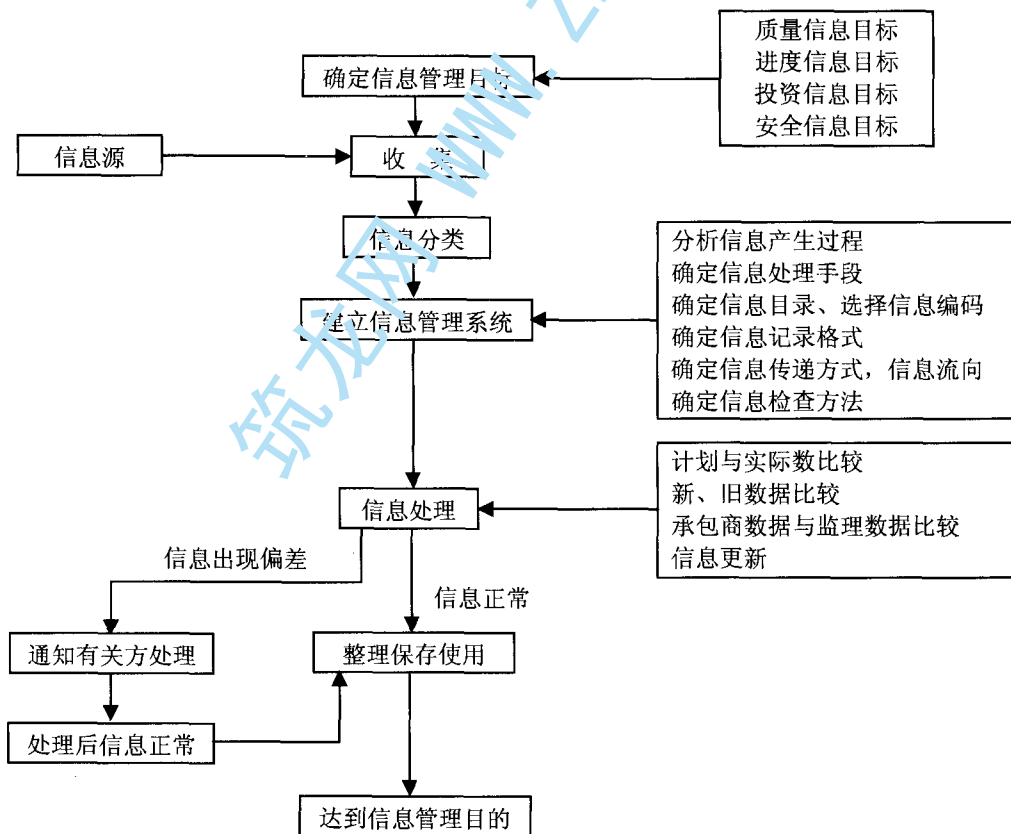 质量信息目标
进度信息目标
投资信息目标
安全信息目标
确定信息管理目标
信息源
收 集
信息分类
分析信息产生过程
确定信息处理手段
确定信息目录、选择信息编码
确定信息记录格式
确定信息传递方式，信息流向
确定信息检查方法
建立信息管理系统
计划与实际数比较
新、旧数据比较
承包商数据与监理数据比较
信息更新
信息处理
信息出现偏差
信息正常
通知有关方处理
整理保存使用
处理后信息正常
达到信息管理目的
筑龙网 WWW.